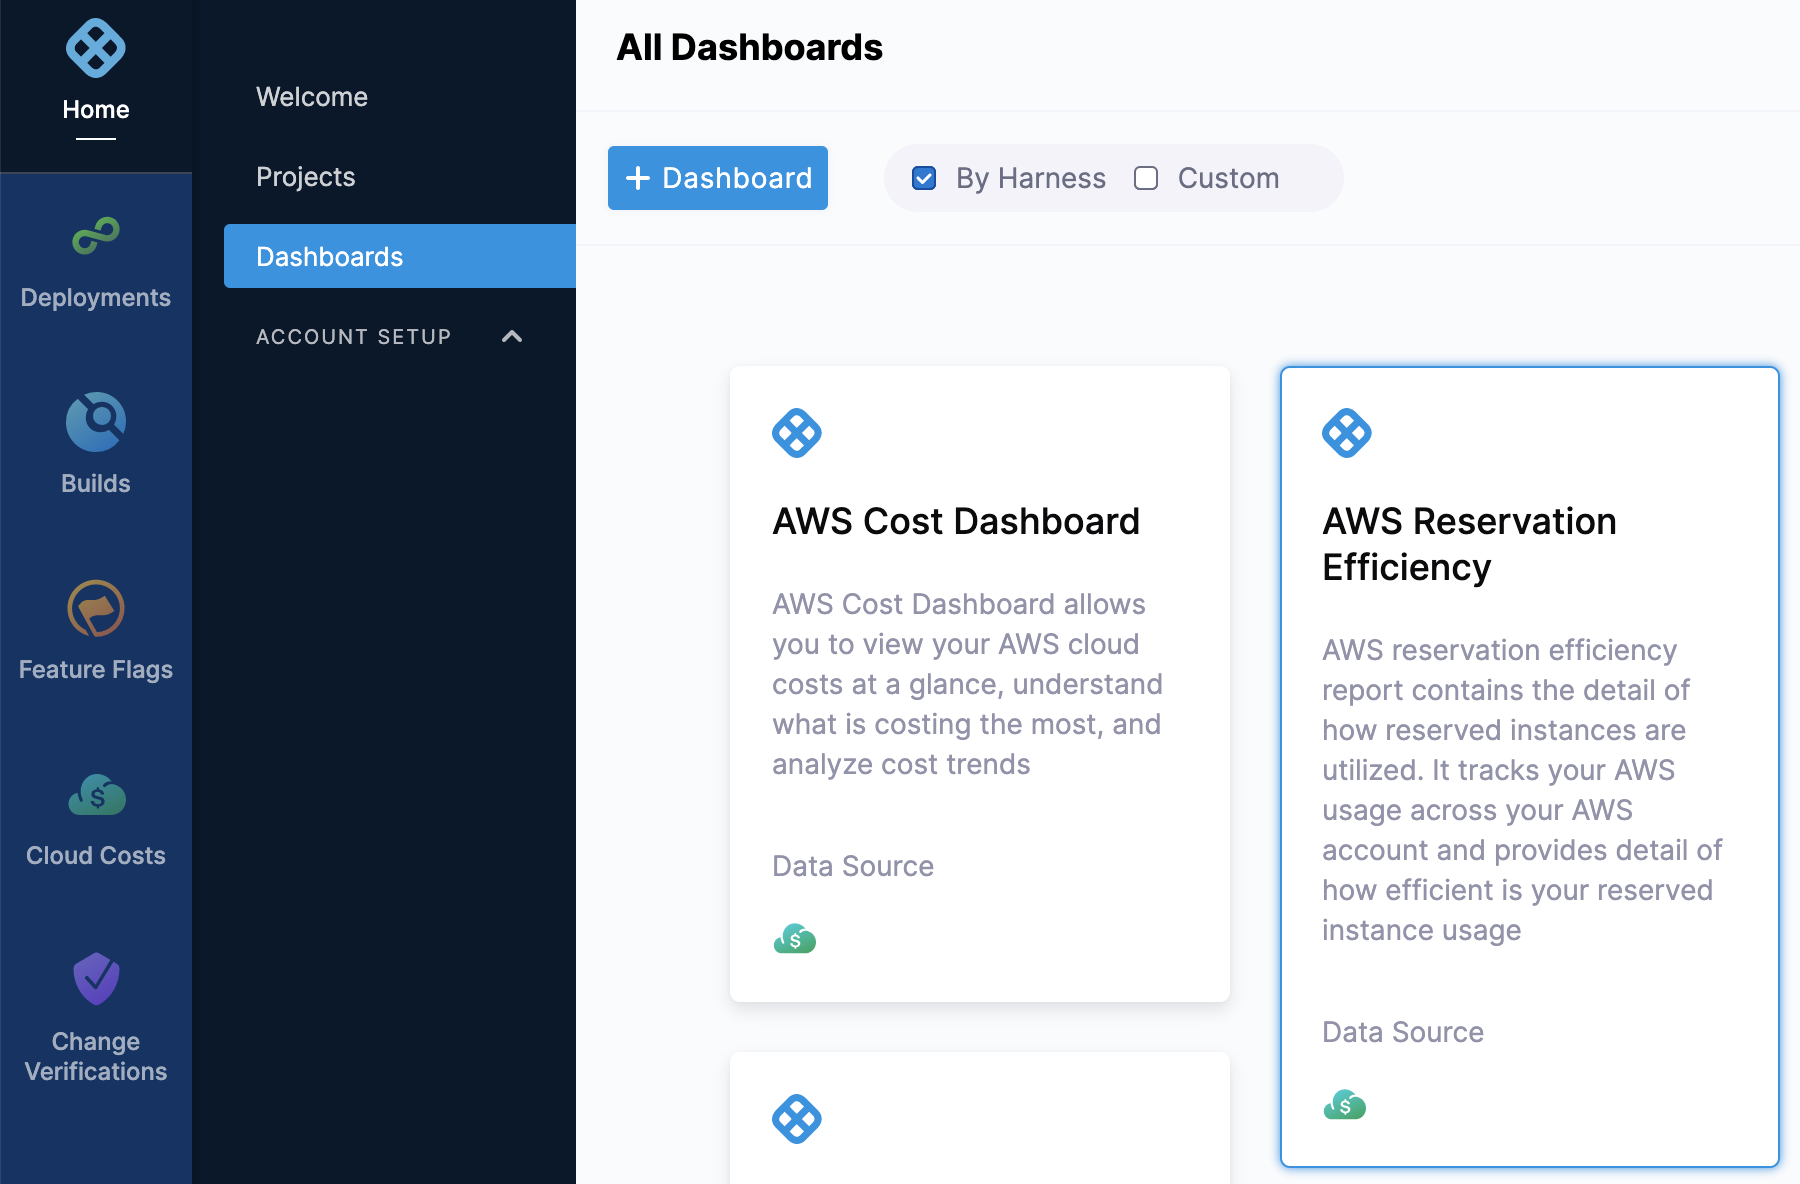 Home
Deployments
Builds
Feature Flags
Cloud Costs
Change
Verifications
Welcome
Projects
Dashboards
ACCOUNT SETUP
All Dashboards
+ Dashboard
By Harness
Custom
AWS Cost Dashboard
AWS Cost Dashboard allows
you to view your AWS cloud
costs at a glance, understand
what is costing the most, and
analyze cost trends
Data Source
$
AWS Reservation
Efficiency
AWS reservation efficiency
report contains the detail of
how reserved instances are
utilized. It tracks your AWS
usage across your AWS
account and provides detail of
how efficient is your reserved
instance usage
Data Source
$